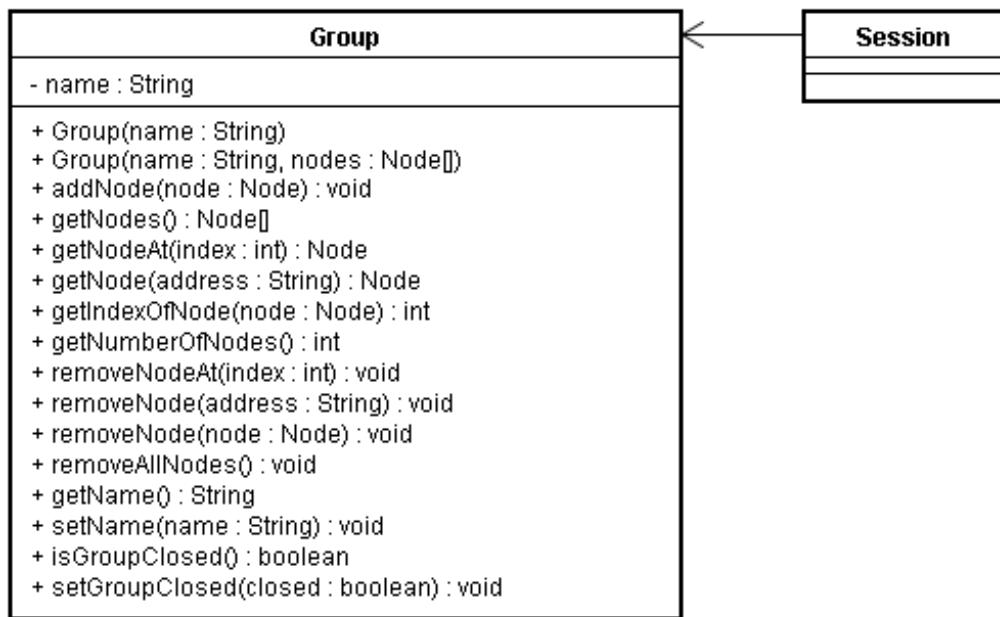 Group
- name : String
+ Group(name : String)
+ Group(name : String, nodes : Node[])
+ addNode(node : Node) : void
+ getNodes() : Node[]
+ getNodeAt(index : int) : Node
+ getNode(address : String) : Node
+ getIndexOfNode(node : Node) : int
+ getNumberOfNodes() : int
+ removeNodeAt(index : int) : void
+ removeNode(address : String) : void
+ removeNode(node : Node) : void
+ removeAllNodes() : void
+ getName() : String
+ setName(name : String) : void
+ isGroupClosed() : boolean
+ setGroupClosed(closed : boolean) : void
Session